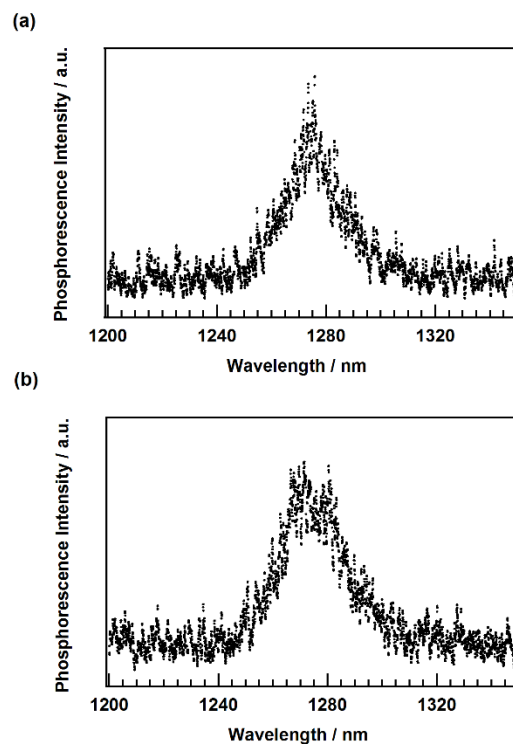 (a)
Phosphorescence Intensity / a.u.
1200 1240 1280 1320
Wavelength / nm
(b)
Phosphorescence Intensity / a.u.
1200 1240 1280 1320
Wavelength / nm